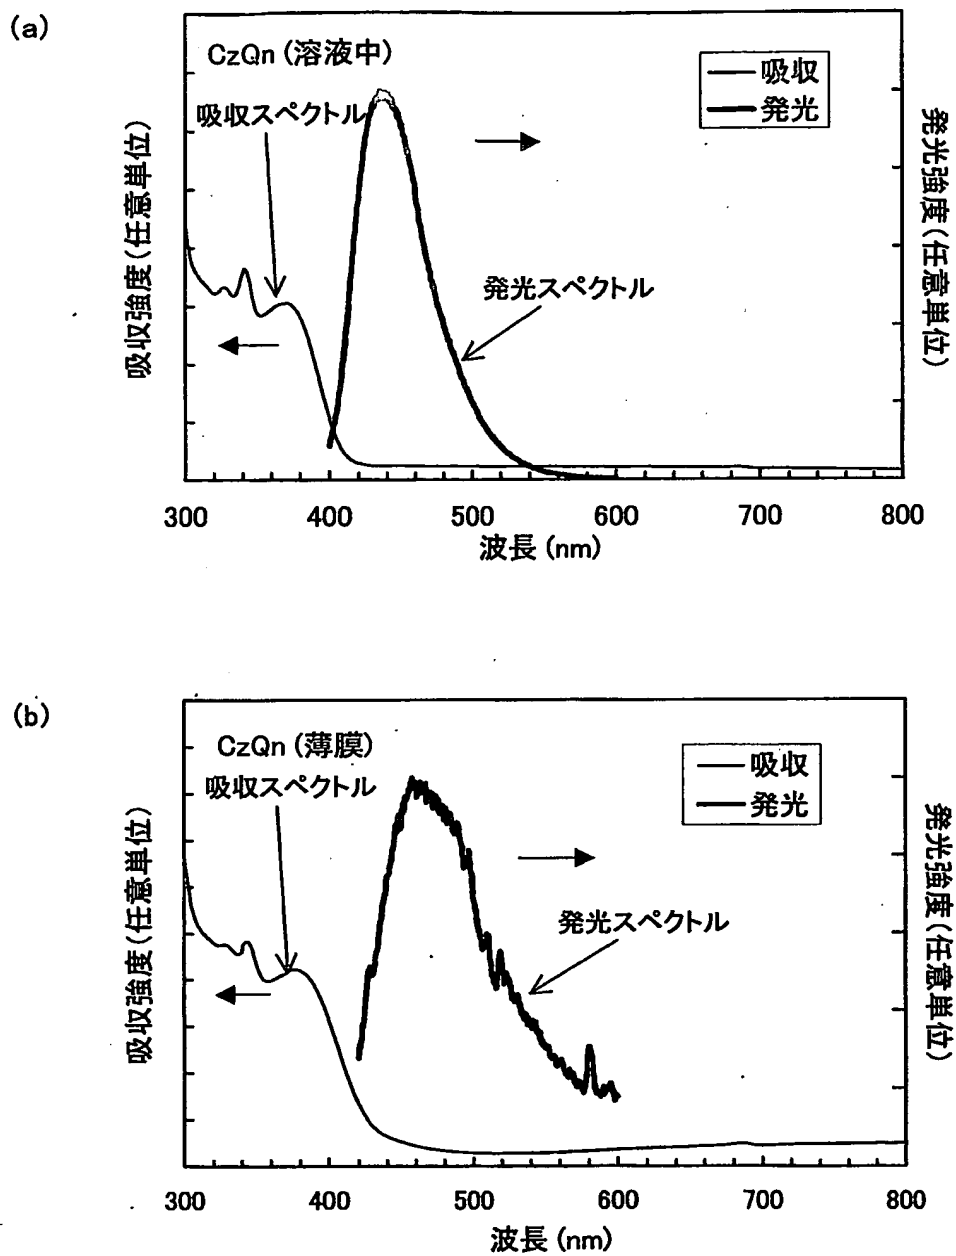 (a)
CzQn (溶液中)
吸収スペクトル
吸収
発光
発光スペクトル
吸収強度(任意単位)
発光強度(任意単位)
300 400 500 600 700 800
波長 (nm)
(b)
CzQn (薄膜)
吸収スペクトル
吸収
発光
発光スペクトル
吸収強度(任意単位)
発光強度(任意単位)
300 400 500 600 700 800
波長 (nm)